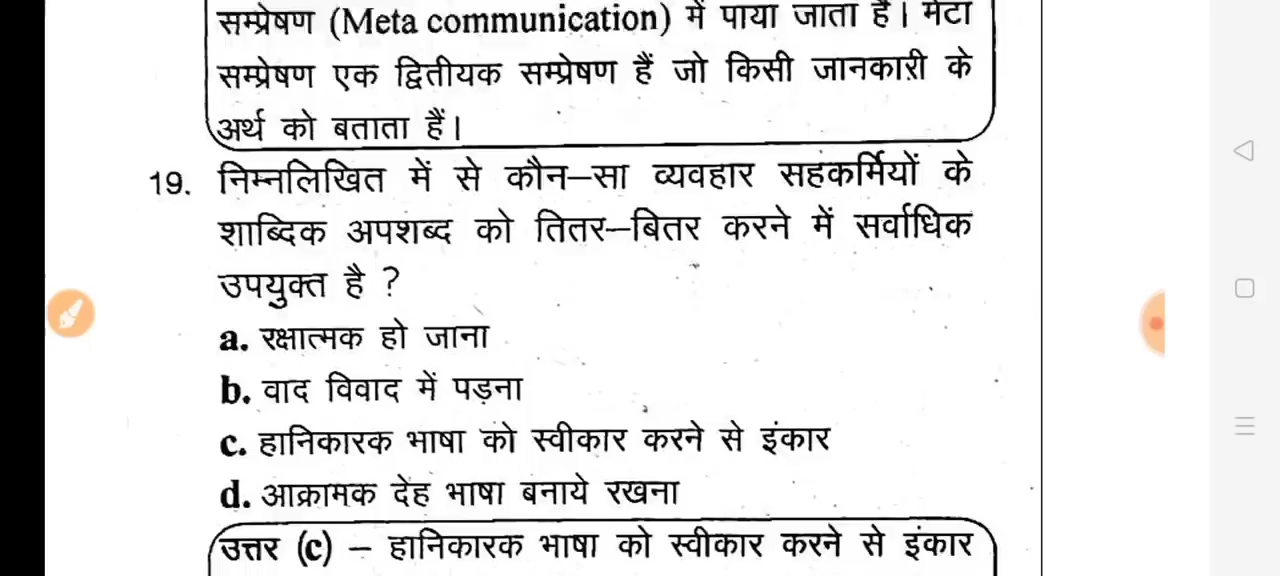 सम्प्रेषण (Meta communication) में पाया जाता हैं। मेटा
सम्प्रेषण एक द्वितीयक सम्प्रेषण हैं जो किसी जानकारी के
अर्थ को बताता हैं।
19. निम्नलिखित में से कौन–सा व्यवहार सहकर्मियों के
शाब्दिक अपशब्द को तितर–बितर करने में सर्वाधिक
उपयुक्त है ?
a. रक्षात्मक हो जाना
b. वाद विवाद में पड़ना
c. हानिकारक भाषा को स्वीकार करने से इंकार
d. आक्रामक देह भाषा बनाये रखना
उत्तर (c) – हानिकारक भाषा को स्वीकार करने से इंकार